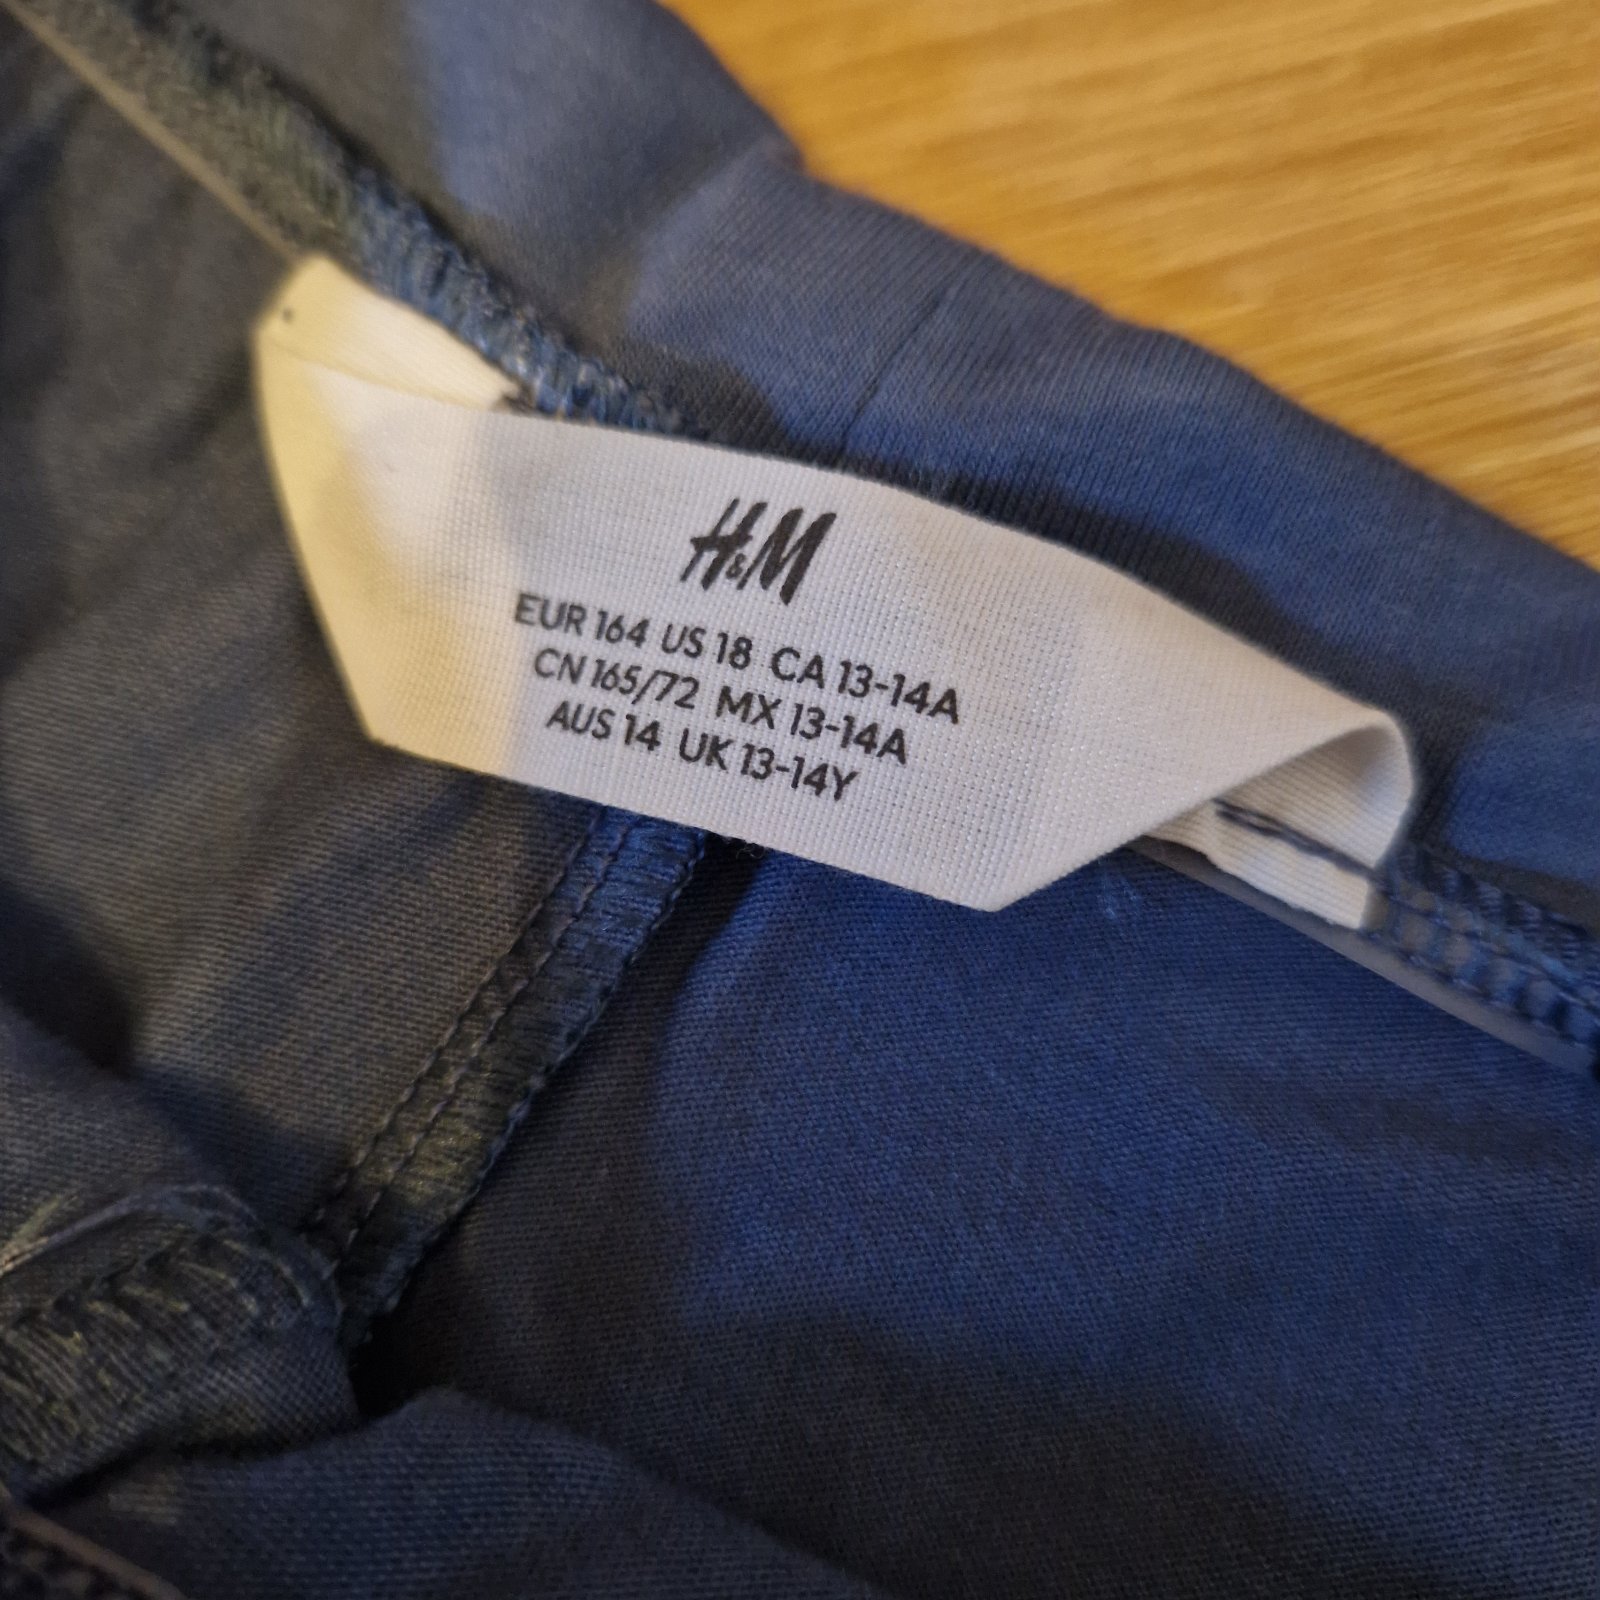 H&M
EUR 164 US 18 CA 13-14A
CN 165/72 MX 13-14A
AUS 14 UK 13-14Y